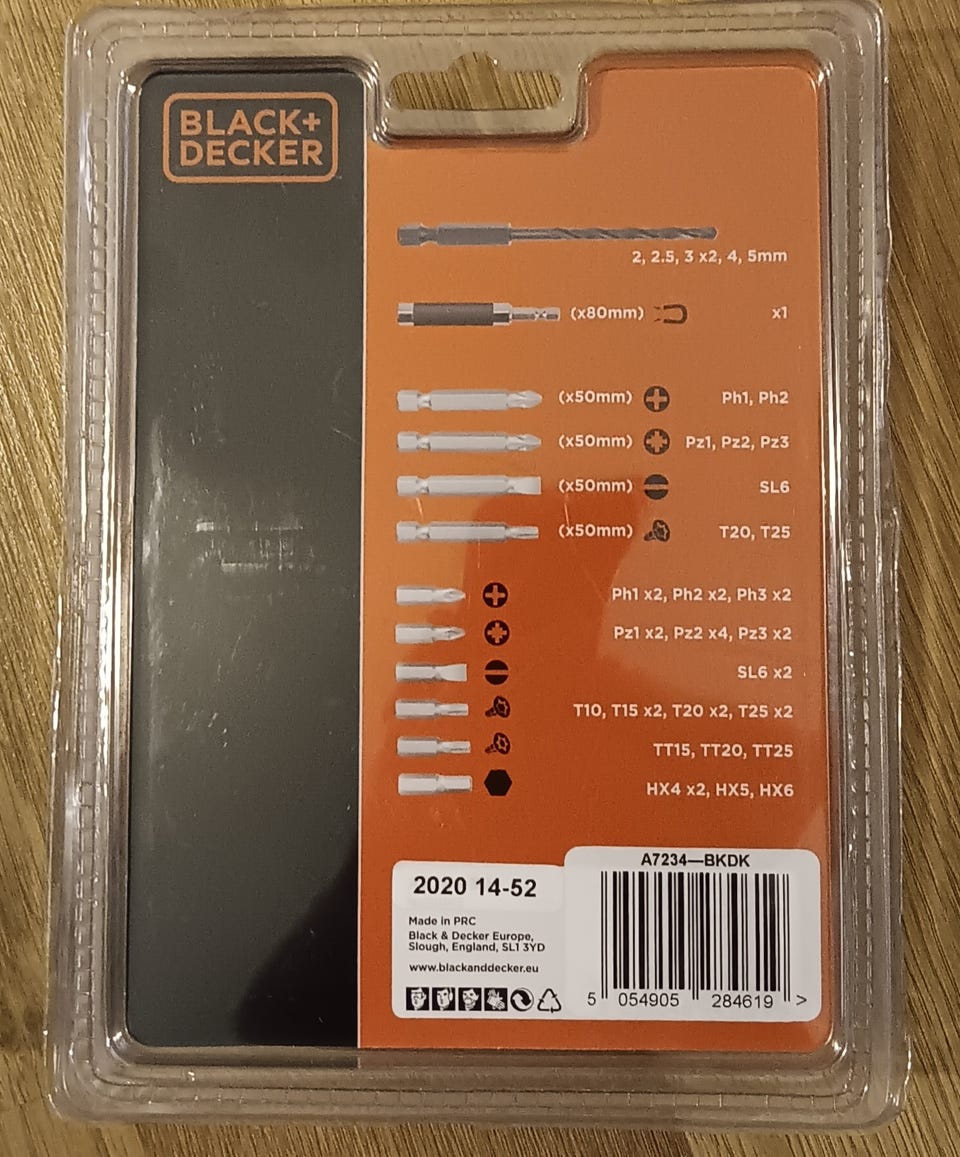 BLACK+
DECKER
2, 2.5, 3 x2, 4, 5mm
(x80mm) x1
(x50mm) Ph1, Ph2
(x50mm) Pz1, Pz2, Pz3
(x50mm) SL6
(x50mm) T20, T25
Ph1 x2, Ph2 x2, Ph3 x2
Pz1 x2, Pz2 x4, Pz3 x2
SL6 x2
T10, T15 x2, T20 x2, T25 x2
TT15, TT20, TT25
HX4 x2, HX5, HX6
2020 14-52
Made in PRC
Black & Decker Europe,
Slough, England, SL1 3YD
www.blackanddecker.eu
A7234—BKDK
5 054905 284619 >